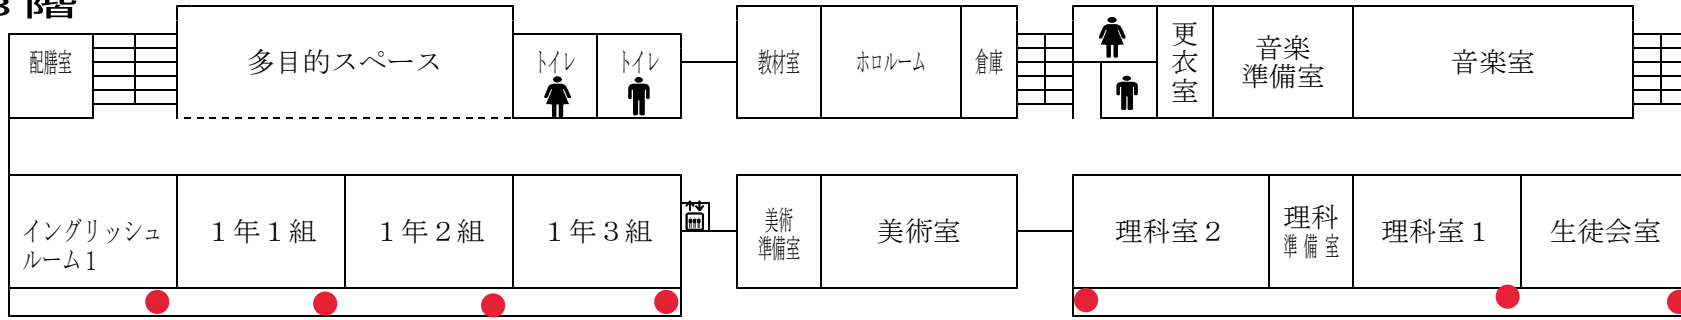 3階
配膳室
多目的スペース
トイレ
トイレ
教材室
ホロルーム
倉庫
更衣室
音楽
準備室
音楽室
イングリッシュ
ルーム1
1年1組
1年2組
1年3組
美術
準備室
美術室
理科室2
理科
準備室
理科室1
生徒会室